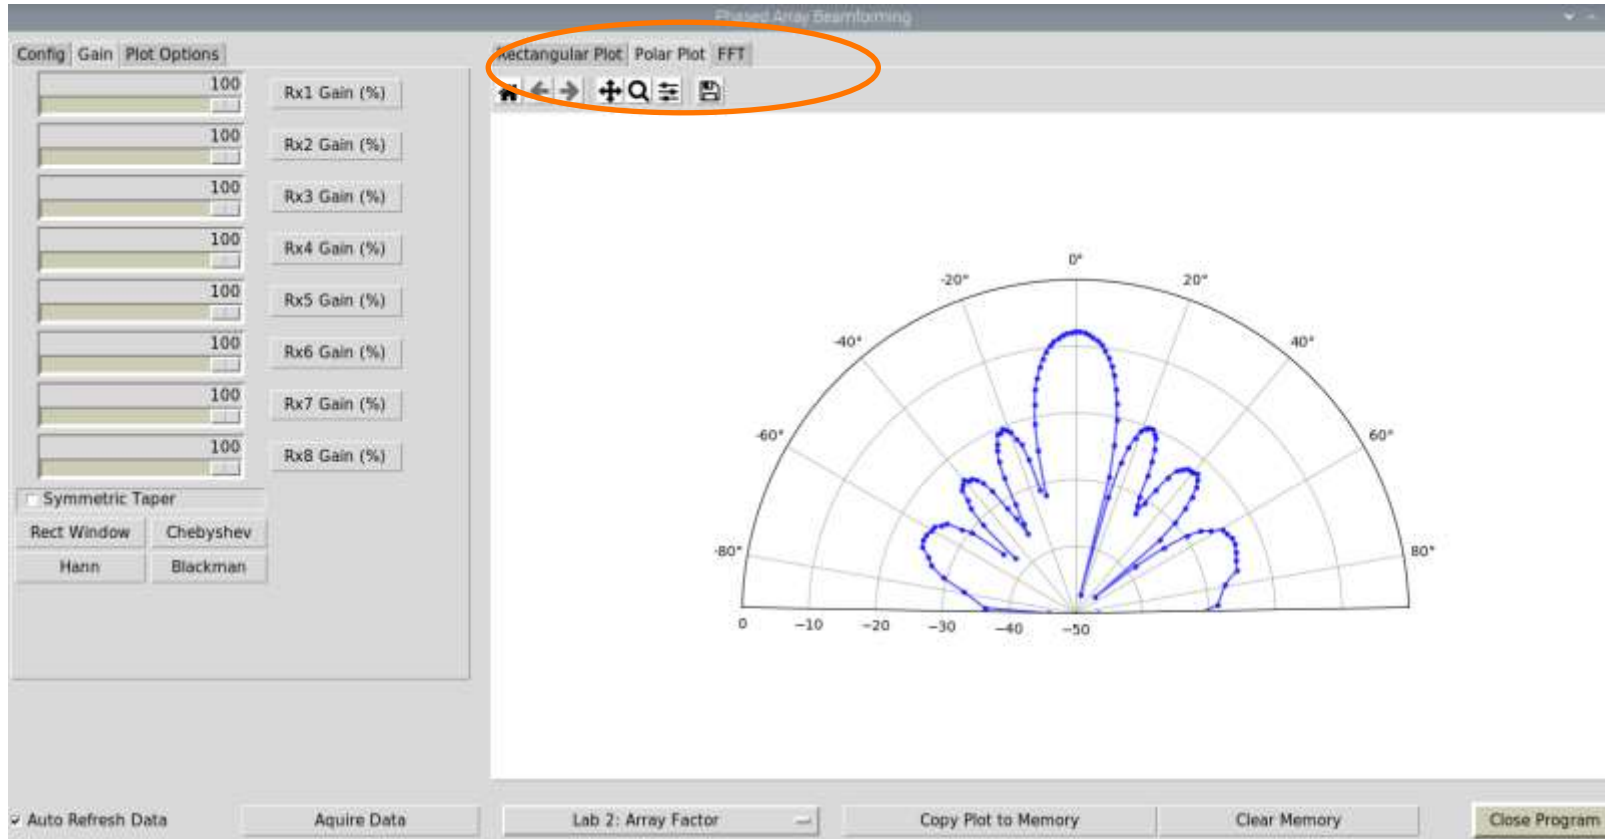 Phased Array Beamforming
Config Gain Plot Options
Rectangular Plot Polar Plot FFT
100 Rx1 Gain (%)
100 Rx2 Gain (%)
100 Rx3 Gain (%)
100 Rx4 Gain (%)
100 Rx5 Gain (%)
100 Rx6 Gain (%)
100 Rx7 Gain (%)
100 Rx8 Gain (%)
Symmetric Taper
Rect Window Chebyshev
Hann Blackman
0°
-20° 20°
-40° 40°
-60° 60°
-80° 80°
0 −10 −20 −30 −40 −50
Auto Refresh Data Aquire Data Lab 2: Array Factor Copy Plot to Memory Clear Memory Close Program